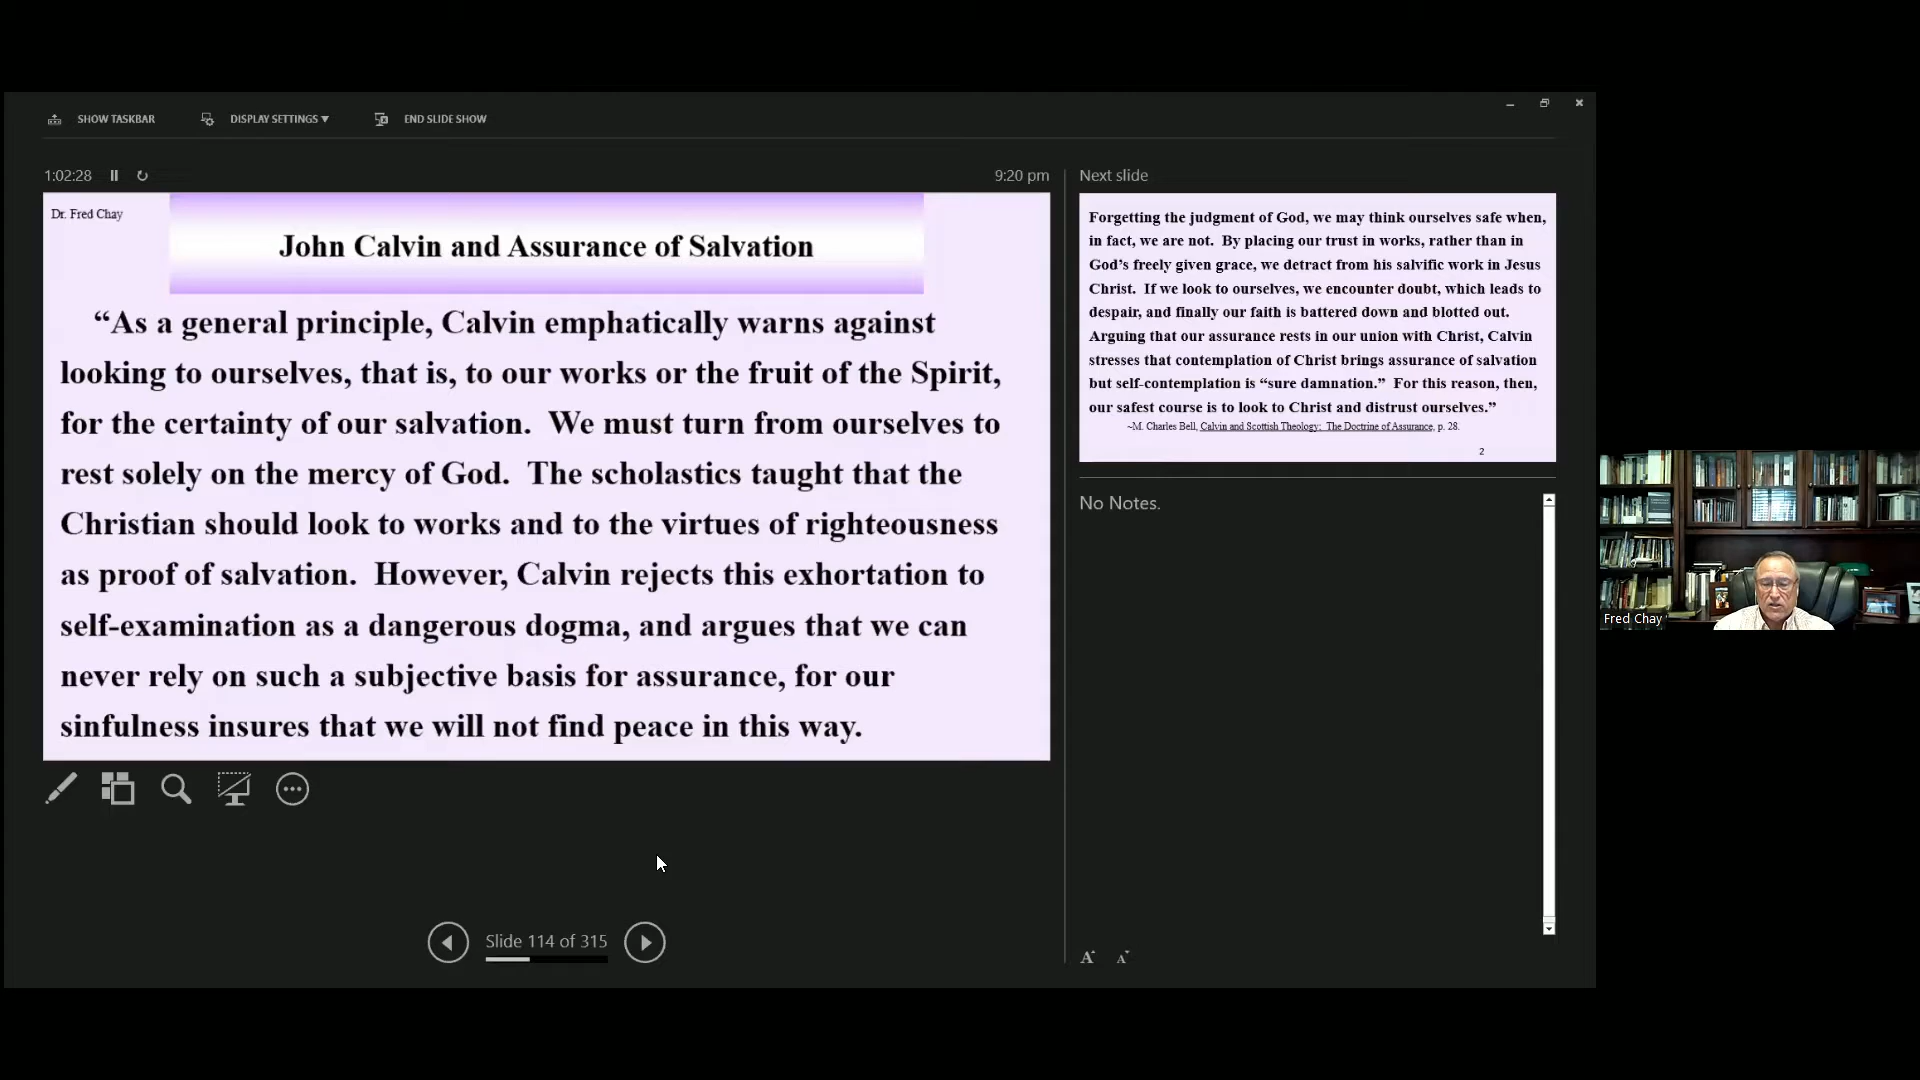 SHOW TASKBAR
DISPLAY SETTINGS ▼
END SLIDE SHOW
1:02:28
9:20 pm
Dr. Fred Chay
John Calvin and Assurance of Salvation
“As a general principle, Calvin emphatically warns against
looking to ourselves, that is, to our works or the fruit of the Spirit,
for the certainty of our salvation.  We must turn from ourselves to
rest solely on the mercy of God.  The scholastics taught that the
Christian should look to works and to the virtues of righteousness
as proof of salvation.  However, Calvin rejects this exhortation to
self-examination as a dangerous dogma, and argues that we can
never rely on such a subjective basis for assurance, for our
sinfulness insures that we will not find peace in this way.
Slide 114 of 315
Next slide
Forgetting the judgment of God, we may think ourselves safe when,
in fact, we are not.  By placing our trust in works, rather than in
God’s freely given grace, we detract from his salvific work in Jesus
Christ.  If we look to ourselves, we encounter doubt, which leads to
despair, and finally our faith is battered down and blotted out.
Arguing that our assurance rests in our union with Christ, Calvin
stresses that contemplation of Christ brings assurance of salvation
but self-contemplation is “sure damnation.”  For this reason, then,
our safest course is to look to Christ and distrust ourselves.”
~M. Charles Bell, Calvin and Scottish Theology:  The Doctrine of Assurance, p. 28.
2
No Notes.
A A
Fred Chay